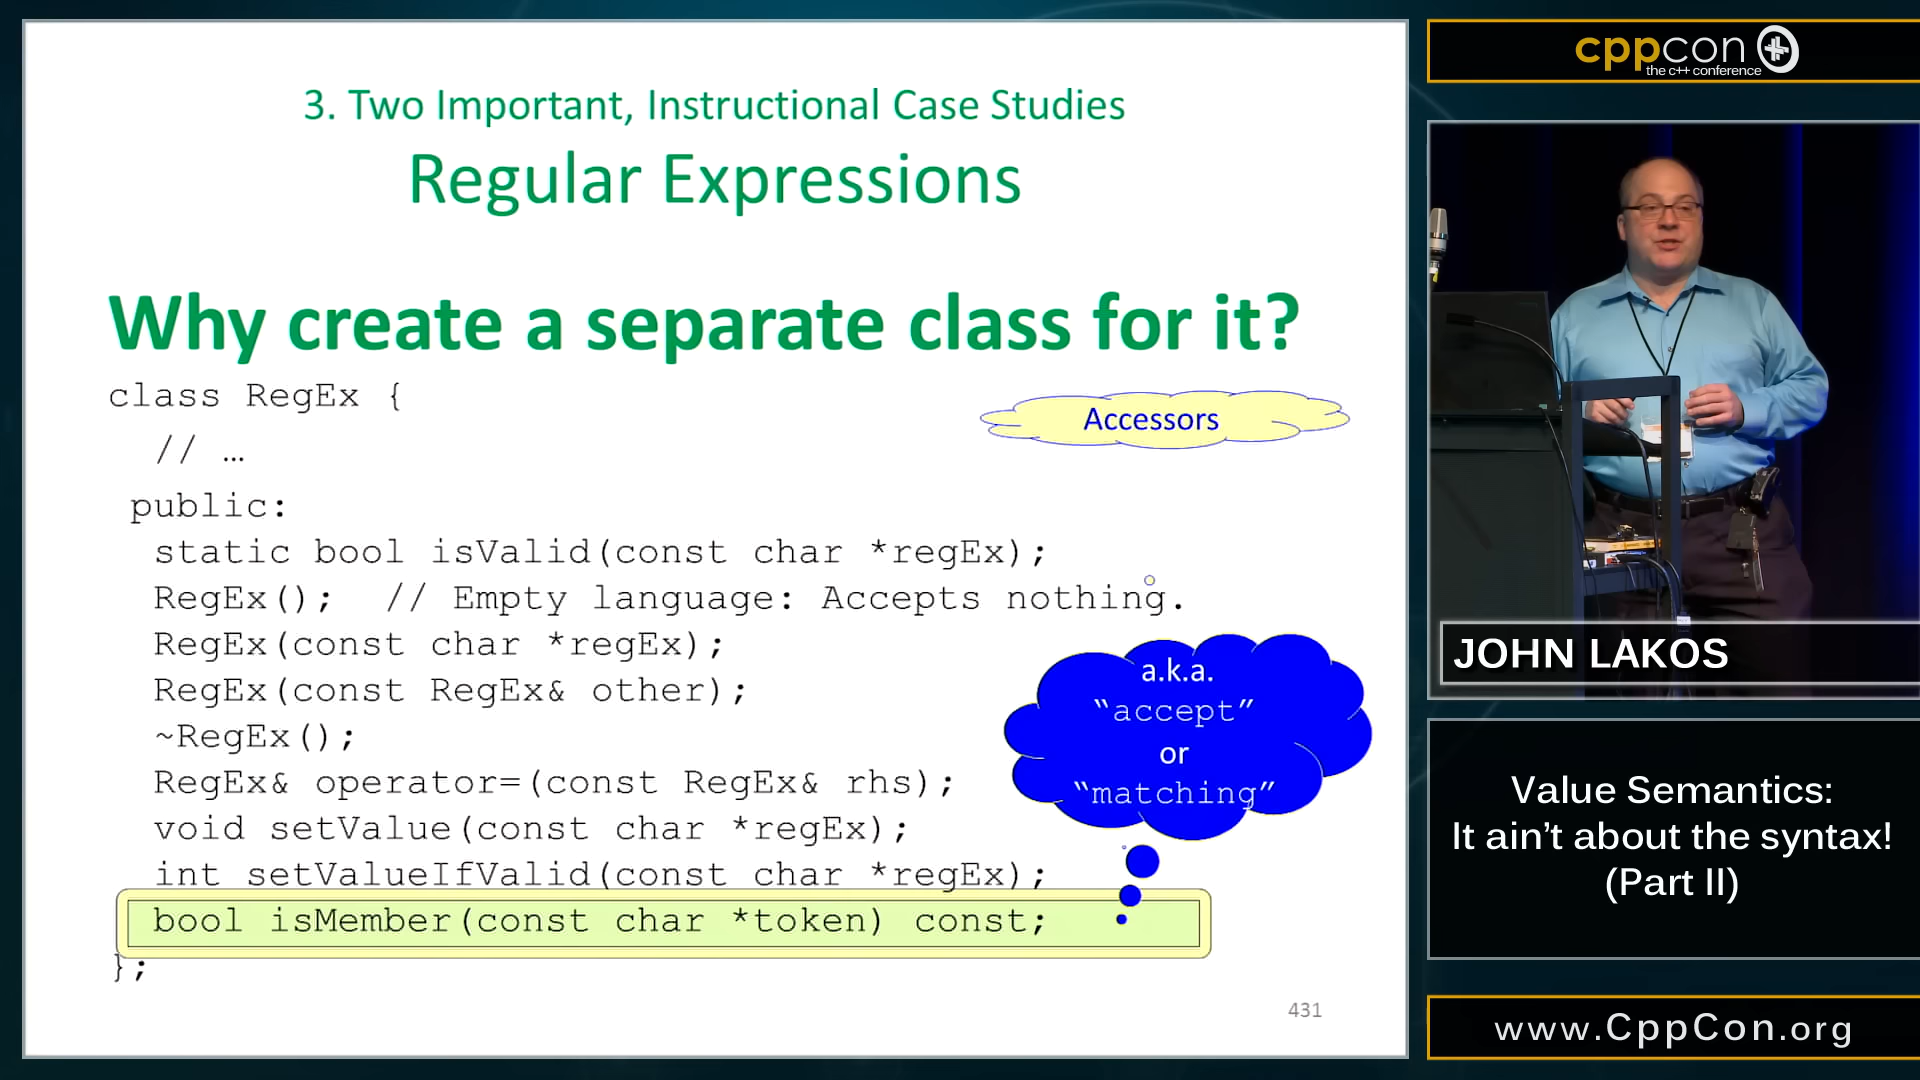 3. Two Important, Instructional Case Studies
Regular Expressions
Why create a separate class for it?
class RegEx {
Accessors
// …
public:
static bool isValid(const char *regEx);
RegEx(); // Empty language: Accepts nothing.
RegEx(const char *regEx);
RegEx(const RegEx& other);
~RegEx();
RegEx& operator=(const RegEx& rhs);
void setValue(const char *regEx);
int setValueIfValid(const char *regEx);
bool isMember(const char *token) const;
};
a.k.a.
“accept”
or
“matching”
431
cppcon
the c++ conference
JOHN LAKOS
Value Semantics:
It ain’t about the syntax!
(Part II)
www.CppCon.org